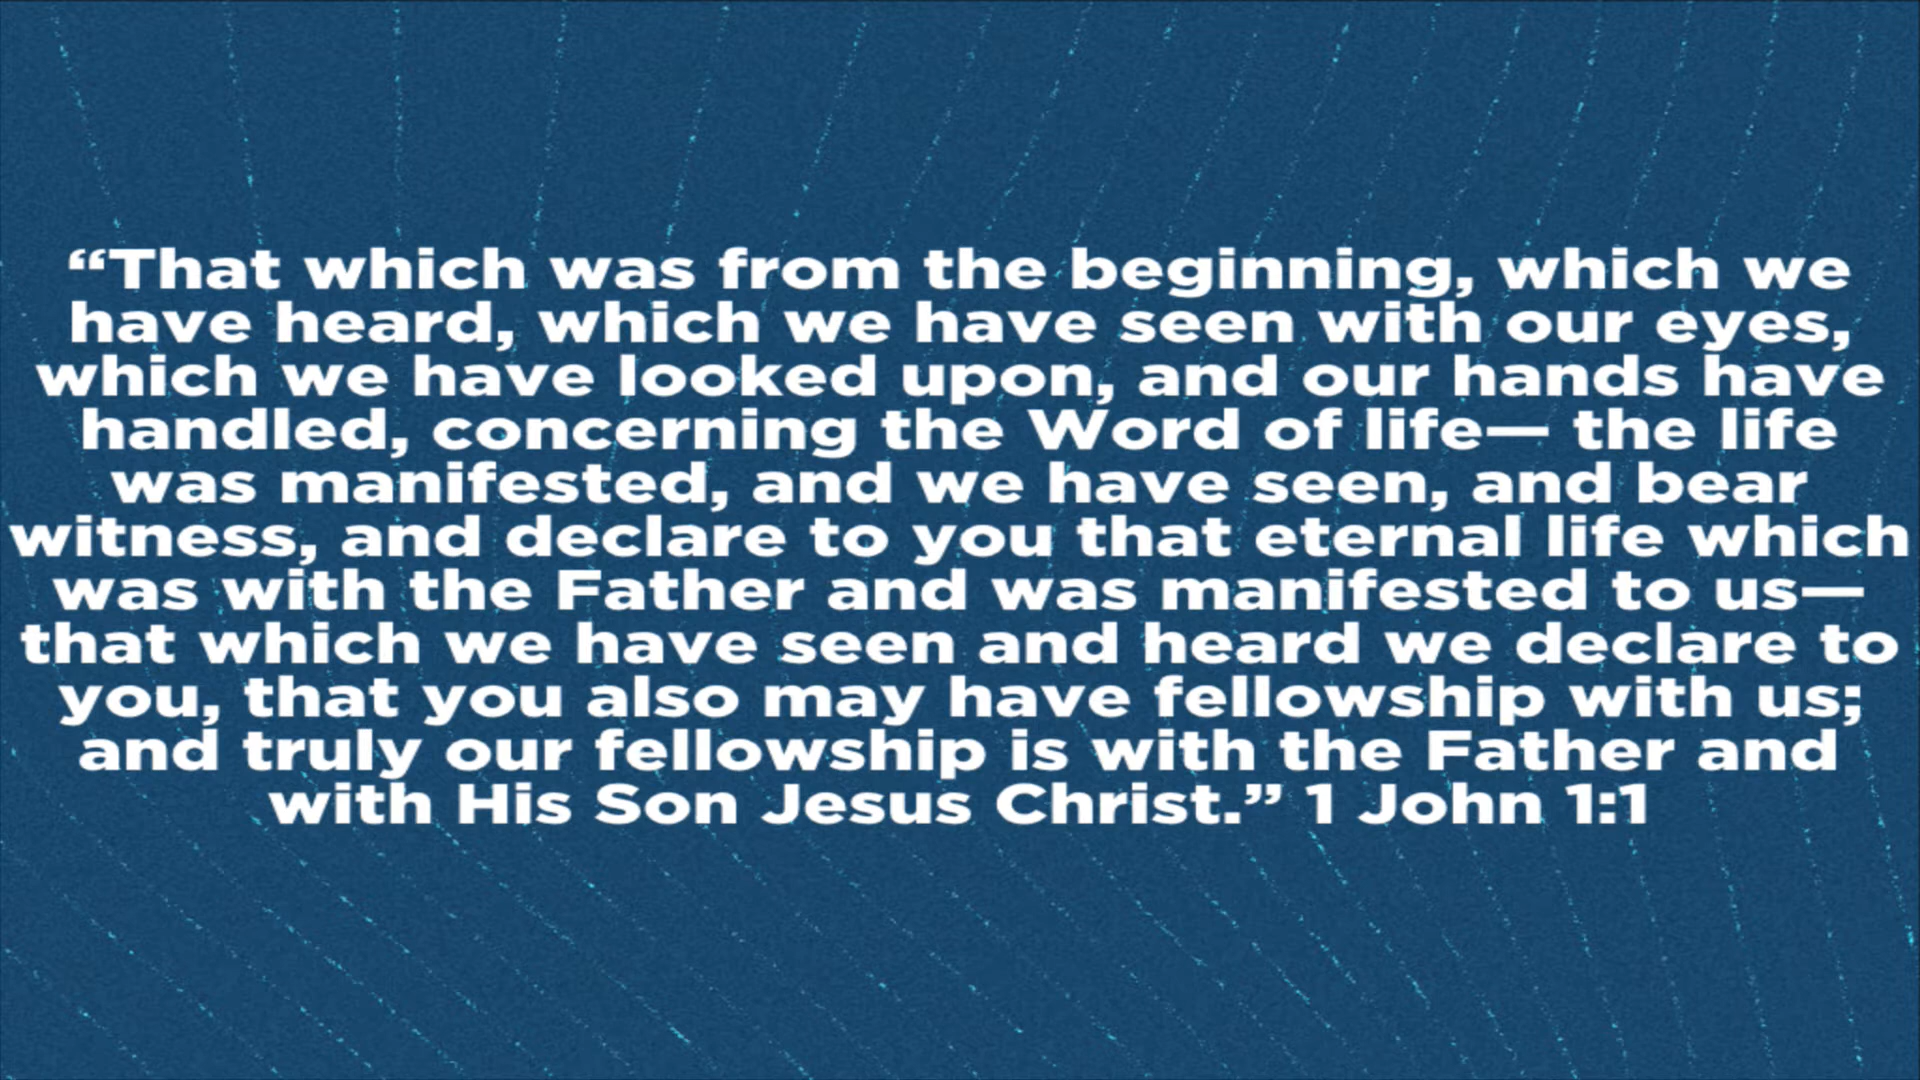 “That which was from the beginning, which we
have heard, which we have seen with our eyes,
which we have looked upon, and our hands have
handled, concerning the Word of life— the life
was manifested, and we have seen, and bear
witness, and declare to you that eternal life which
was with the Father and was manifested to us—
that which we have seen and heard we declare to
you, that you also may have fellowship with us;
and truly our fellowship is with the Father and
with His Son Jesus Christ.” 1 John 1:1